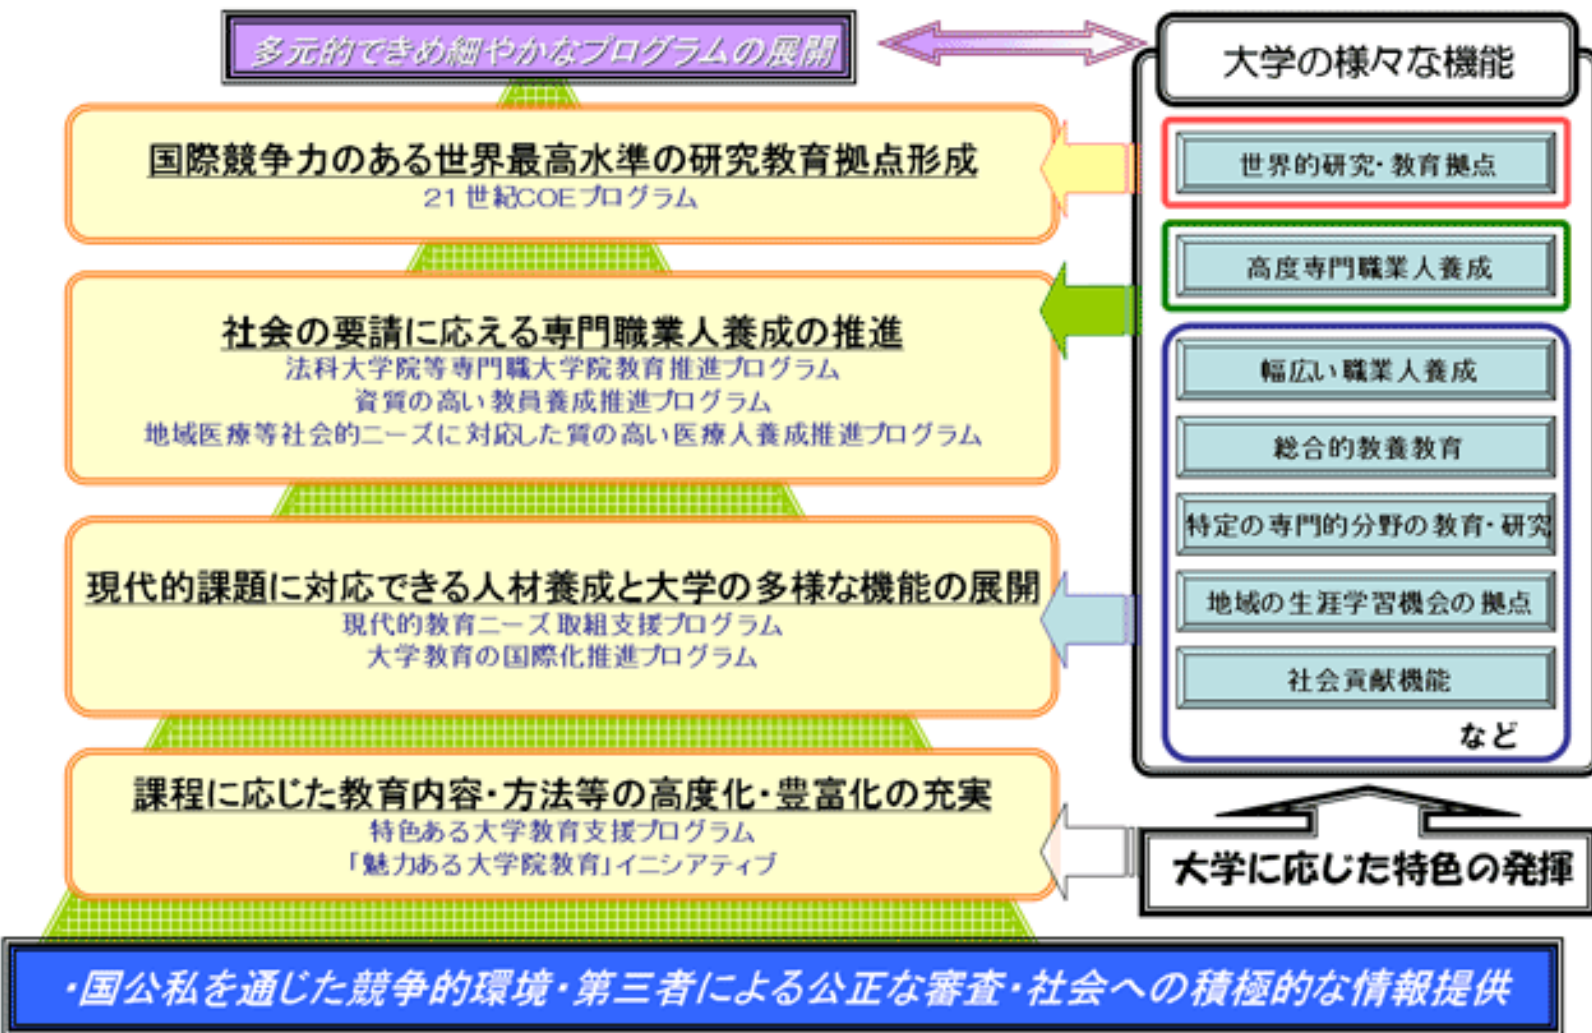 多元的できめ細やかなプログラムの展開
国際競争力のある世界最高水準の研究教育拠点形成
21世紀COEプログラム
社会の要請に応える専門職業人養成の推進
法科大学院等専門職大学院教育推進プログラム
資質の高い教員養成推進プログラム
地域医療等社会的ニーズに対応した質の高い医療人養成推進プログラム
現代的課題に対応できる人材養成と大学の多様な機能の展開
現代的教育ニーズ取組支援プログラム
大学教育の国際化推進プログラム
課程に応じた教育内容・方法等の高度化・豊富化の充実
特色ある大学教育支援プログラム
「魅力ある大学院教育」イニシアティブ
大学の様々な機能
世界的研究・教育拠点
高度専門職業人養成
幅広い職業人養成
総合的教養教育
特定の専門的分野の教育・研究
地域の生涯学習機会の拠点
社会貢献機能
など
大学に応じた特色の発揮
・国公私を通じた競争的環境・第三者による公正な審査・社会への積極的な情報提供